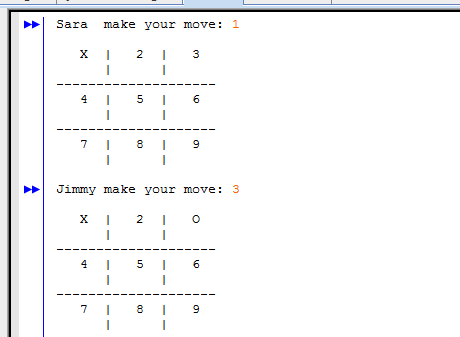 Sara  make your move: 1
X | 2 | 3
| |
--------------------
4 | 5 | 6
| |
--------------------
7 | 8 | 9
| |
Jimmy make your move: 3
X | 2 | O
| |
--------------------
4 | 5 | 6
| |
--------------------
7 | 8 | 9
| |